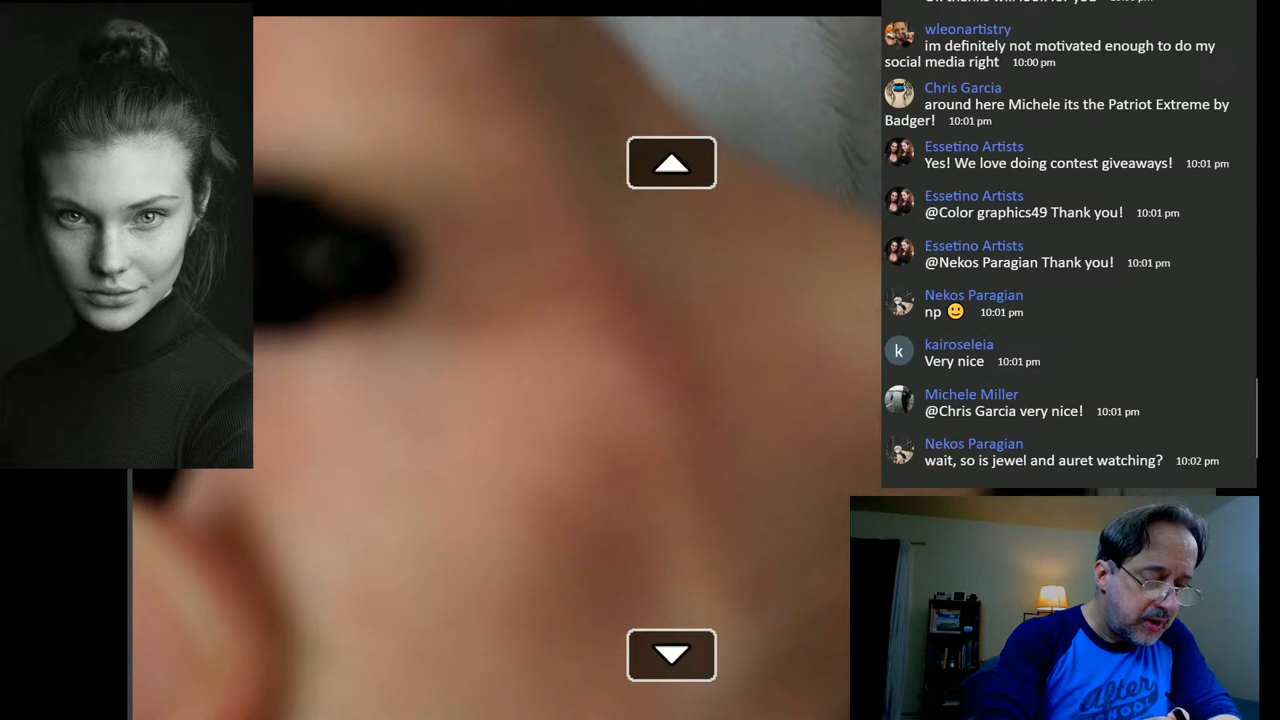 wleonartistry
im definitely not motivated enough to do my
social media right 10:00 pm
Chris Garcia
around here Michele its the Patriot Extreme by
Badger! 10:01 pm
Essetino Artists
Yes! We love doing contest giveaways! 10:01 pm
Essetino Artists
@Color graphics49 Thank you! 10:01 pm
Essetino Artists
@Nekos Paragian Thank you! 10:01 pm
Nekos Paragian
np 🙂 10:01 pm
k
kairoseleia
Very nice 10:01 pm
Michele Miller
@Chris Garcia very nice! 10:01 pm
Nekos Paragian
wait, so is jewel and auret watching? 10:02 pm
After